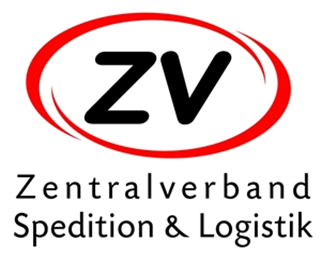 ZV
Zentralverband
Spedition & Logistik